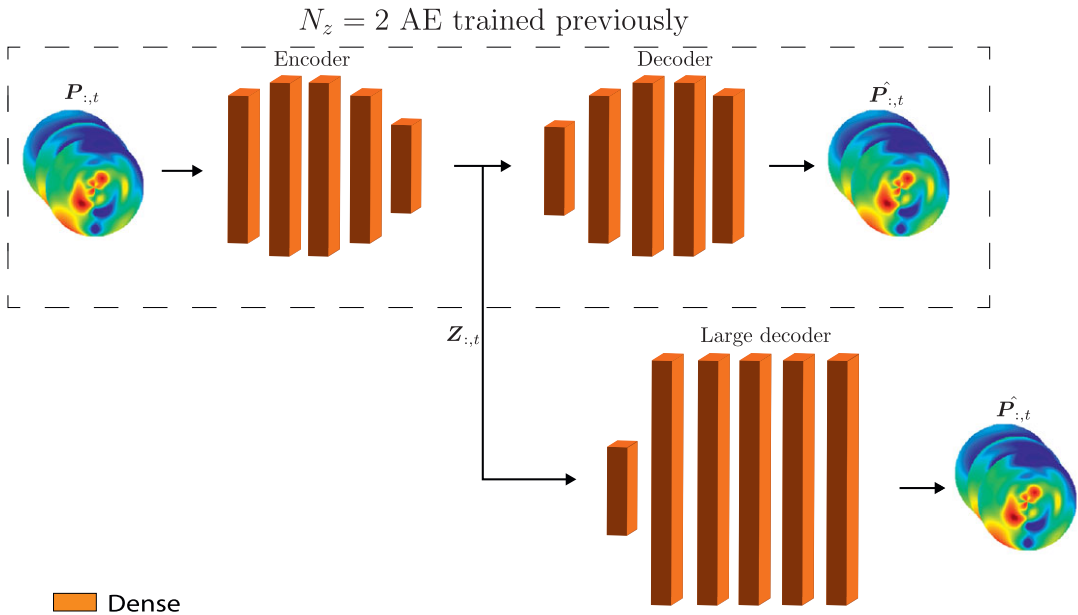 N_z = 2 AE trained previously
Encoder
Decoder
P_{:,t}
\hat{P}_{:,t}
Z_{:,t}
Large decoder
\hat{P}_{:,t}
Dense